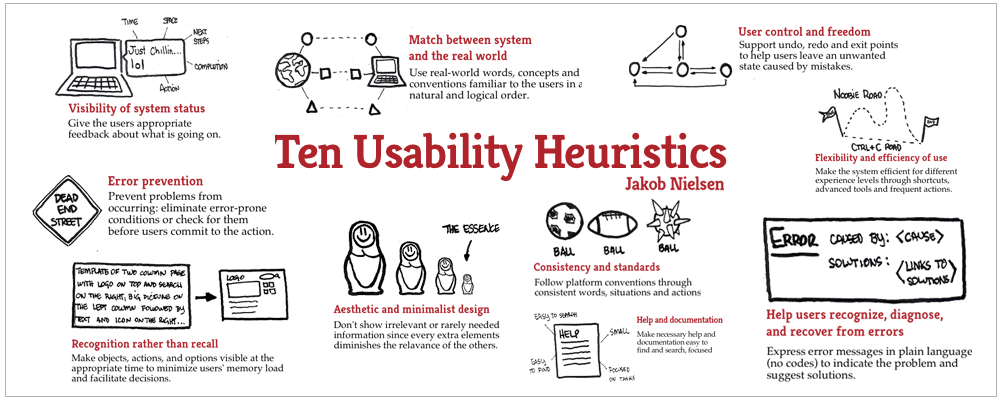 TIME
SPACE
NEXT
STEPS
Just Chillin...
lol
COMPLETION
ACTION
Visibility of system status
Give the users appropriate
feedback about what is going on.
Match between system
and the real world
Use real-world words, concepts and
conventions familiar to the users in a
natural and logical order.
User control and freedom
Support undo, redo and exit points
to help users leave an unwanted
state caused by mistakes.
NOOBIE ROAD
CTRL+C ROAD
Flexibility and efficiency of use
Make the system efficient for different
experience levels through shortcuts,
advanced tools and frequent actions.
Ten Usability Heuristics
Jakob Nielsen
DEAD
END
STREET
Error prevention
Prevent problems from
occurring: eliminate error-prone
conditions or check for them
before users commit to the action.
TEMPLATE OF TWO COLUMN PAGE
WITH LOGO ON TOP AND SEARCH
ON THE RIGHT, BIG PICTURE ON
THE LEFT COLUMN FOLLOWED BY
TEXT AND ICON ON THE RIGHT...
LOGO
Recognition rather than recall
Make objects, actions, and options visible at the
appropriate time to minimize users' memory load
and facilitate decisions.
THE ESSENCE
Aesthetic and minimalist design
Don't show irrelevant or rarely needed
information since every extra elements
diminishes the relavance of the others.
BALL
BALL
BALL
Consistency and standards
Follow platform conventions through
consistent words, situations and actions
EASY TO SEARCH
HELP
SMALL
EASY
TO FIND
FOCUSED
ON TASKS
Help and documentation
Make necessary help and
documentation easy to
find and search, focused
ERROR CAUSED BY: <CAUSE>
SOLUTIONS: <LINKS TO
SOLUTIONS>
Help users recognize, diagnose,
and recover from errors
Express error messages in plain language
(no codes) to indicate the problem and
suggest solutions.